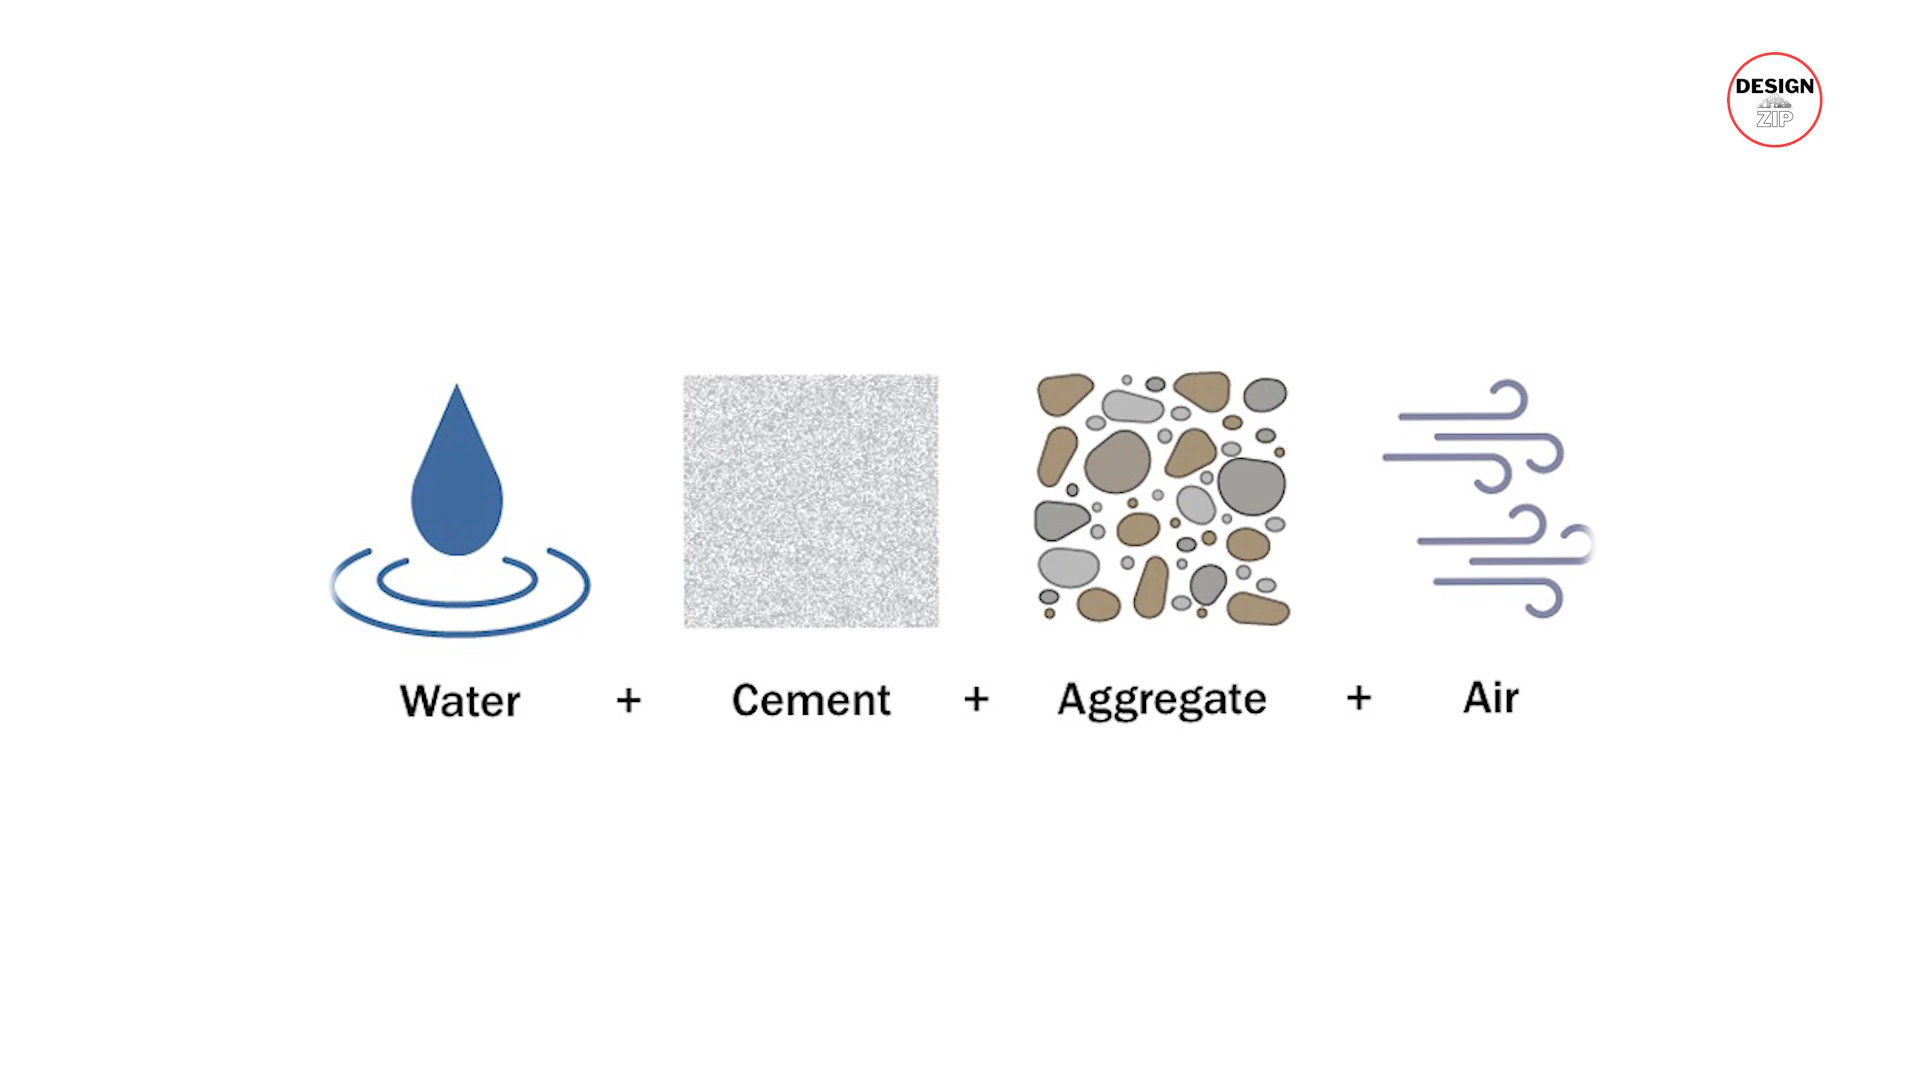 DESIGN
ZIP
Water + Cement + Aggregate + Air